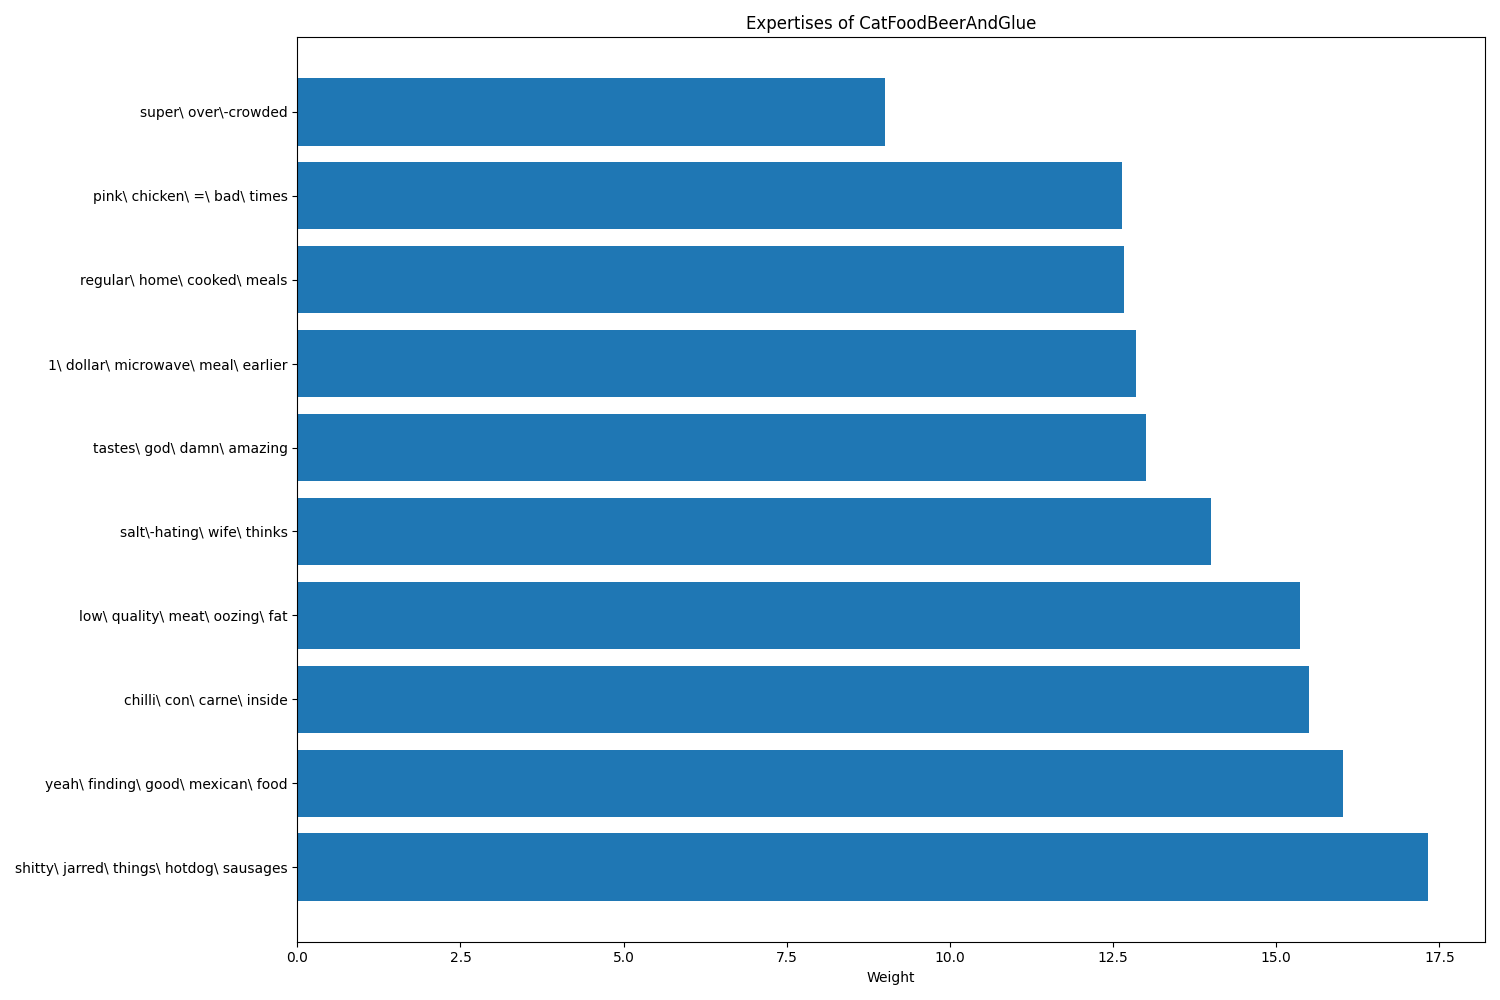 Expertises of CatFoodBeerAndGlue
super\ over\-crowded
pink\ chicken\ =\ bad\ times
regular\ home\ cooked\ meals
1\ dollar\ microwave\ meal\ earlier
tastes\ god\ damn\ amazing
salt\-hating\ wife\ thinks
low\ quality\ meat\ oozing\ fat
chilli\ con\ carne\ inside
yeah\ finding\ good\ mexican\ food
shitty\ jarred\ things\ hotdog\ sausages
0.0 2.5 5.0 7.5 10.0 12.5 15.0 17.5
Weight